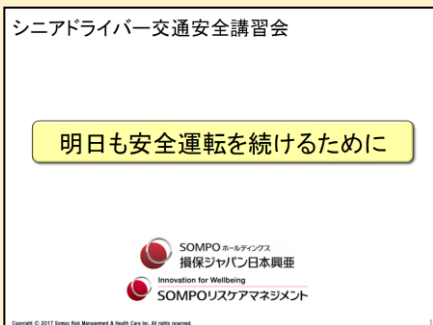 シニアドライバー交通安全講習会
明日も安全運転を続けるために
SOMPO ホールディングス
損保ジャパン日本興亜
Innovation for Wellbeing
SOMPOリスケアマネジメント
Copyright © 2017 Sompo Risk Management & Health Care Inc. All rights reserved.
1